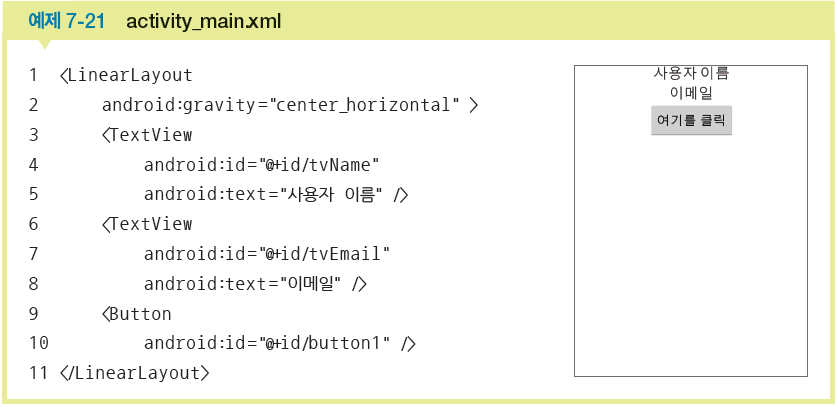 예제 7-21 activity_main.xml
1 <LinearLayout
2 android:gravity="center_horizontal" >
3 <TextView
4 android:id="@+id/tvName"
5 android:text="사용자 이름" />
6 <TextView
7 android:id="@+id/tvEmail"
8 android:text="이메일" />
9 <Button
10 android:id="@+id/button1" />
11 </LinearLayout>
사용자 이름
이메일
여기를 클릭